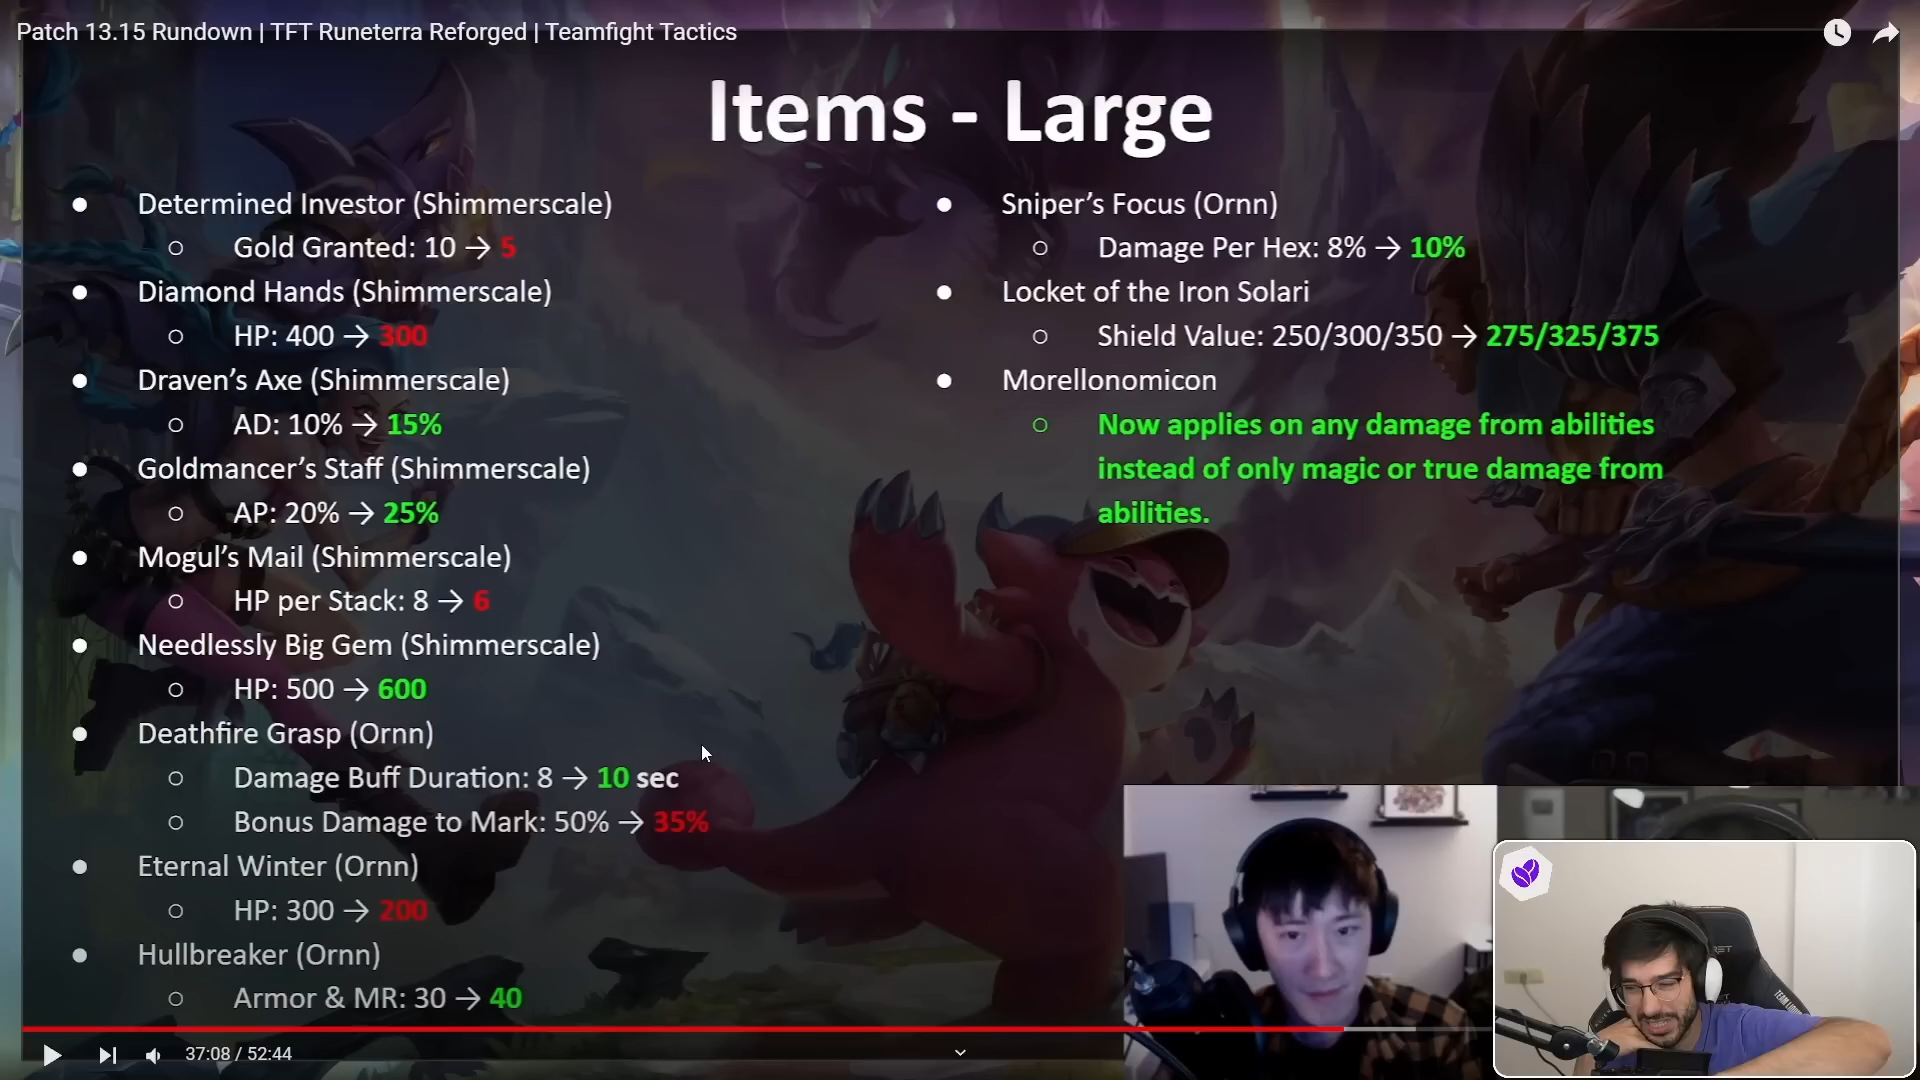 Patch 13.15 Rundown | TFT Runeterra Reforged | Teamfight Tactics
Items - Large
Determined Investor (Shimmerscale)
Gold Granted: 10 → 5
Diamond Hands (Shimmerscale)
HP: 400 → 300
Draven’s Axe (Shimmerscale)
AD: 10% → 15%
Goldmancer’s Staff (Shimmerscale)
AP: 20% → 25%
Mogul’s Mail (Shimmerscale)
HP per Stack: 8 → 6
Needlessly Big Gem (Shimmerscale)
HP: 500 → 600
Deathfire Grasp (Ornn)
Damage Buff Duration: 8 → 10 sec
Bonus Damage to Mark: 50% → 35%
Eternal Winter (Ornn)
HP: 300 → 200
Hullbreaker (Ornn)
Armor & MR: 30 → 40
Sniper’s Focus (Ornn)
Damage Per Hex: 8% → 10%
Locket of the Iron Solari
Shield Value: 250/300/350 → 275/325/375
Morellonomicon
Now applies on any damage from abilities
instead of only magic or true damage from
abilities.
37:08 / 52:44